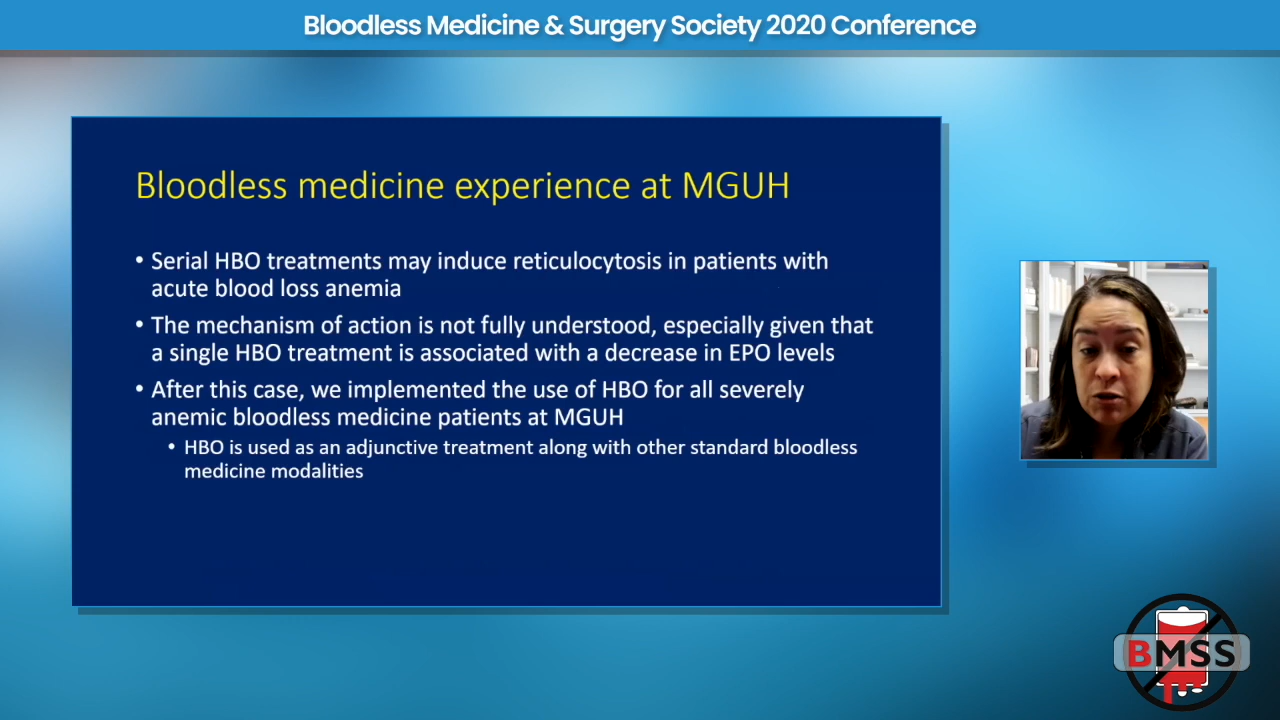 Bloodless Medicine & Surgery Society 2020 Conference
Bloodless medicine experience at MGUH
• Serial HBO treatments may induce reticulocytosis in patients with
acute blood loss anemia
• The mechanism of action is not fully understood, especially given that
a single HBO treatment is associated with a decrease in EPO levels
• After this case, we implemented the use of HBO for all severely
anemic bloodless medicine patients at MGUH
• HBO is used as an adjunctive treatment along with other standard bloodless
medicine modalities
BMSS